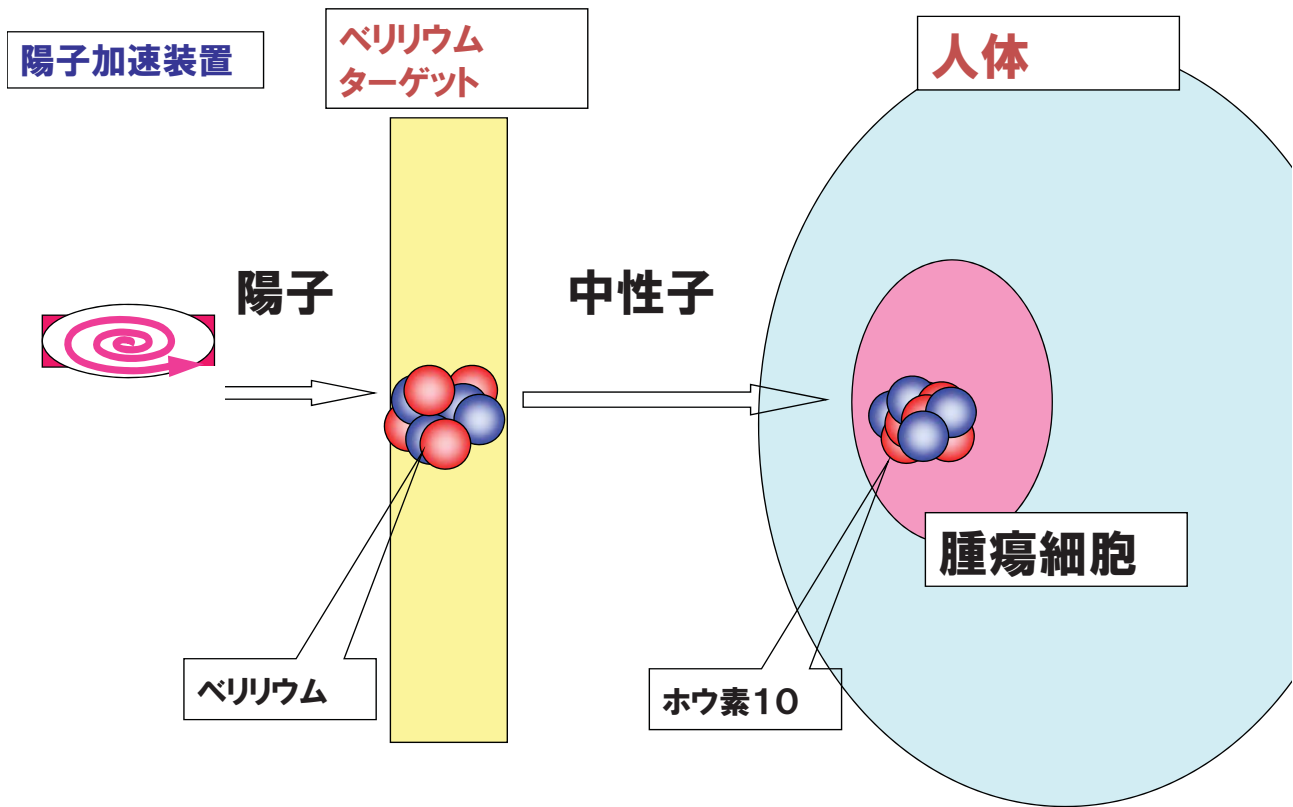 陽子加速装置
ベリリウム
ターゲット
人体
陽子
中性子
腫瘍細胞
ベリリウム
ホウ素10